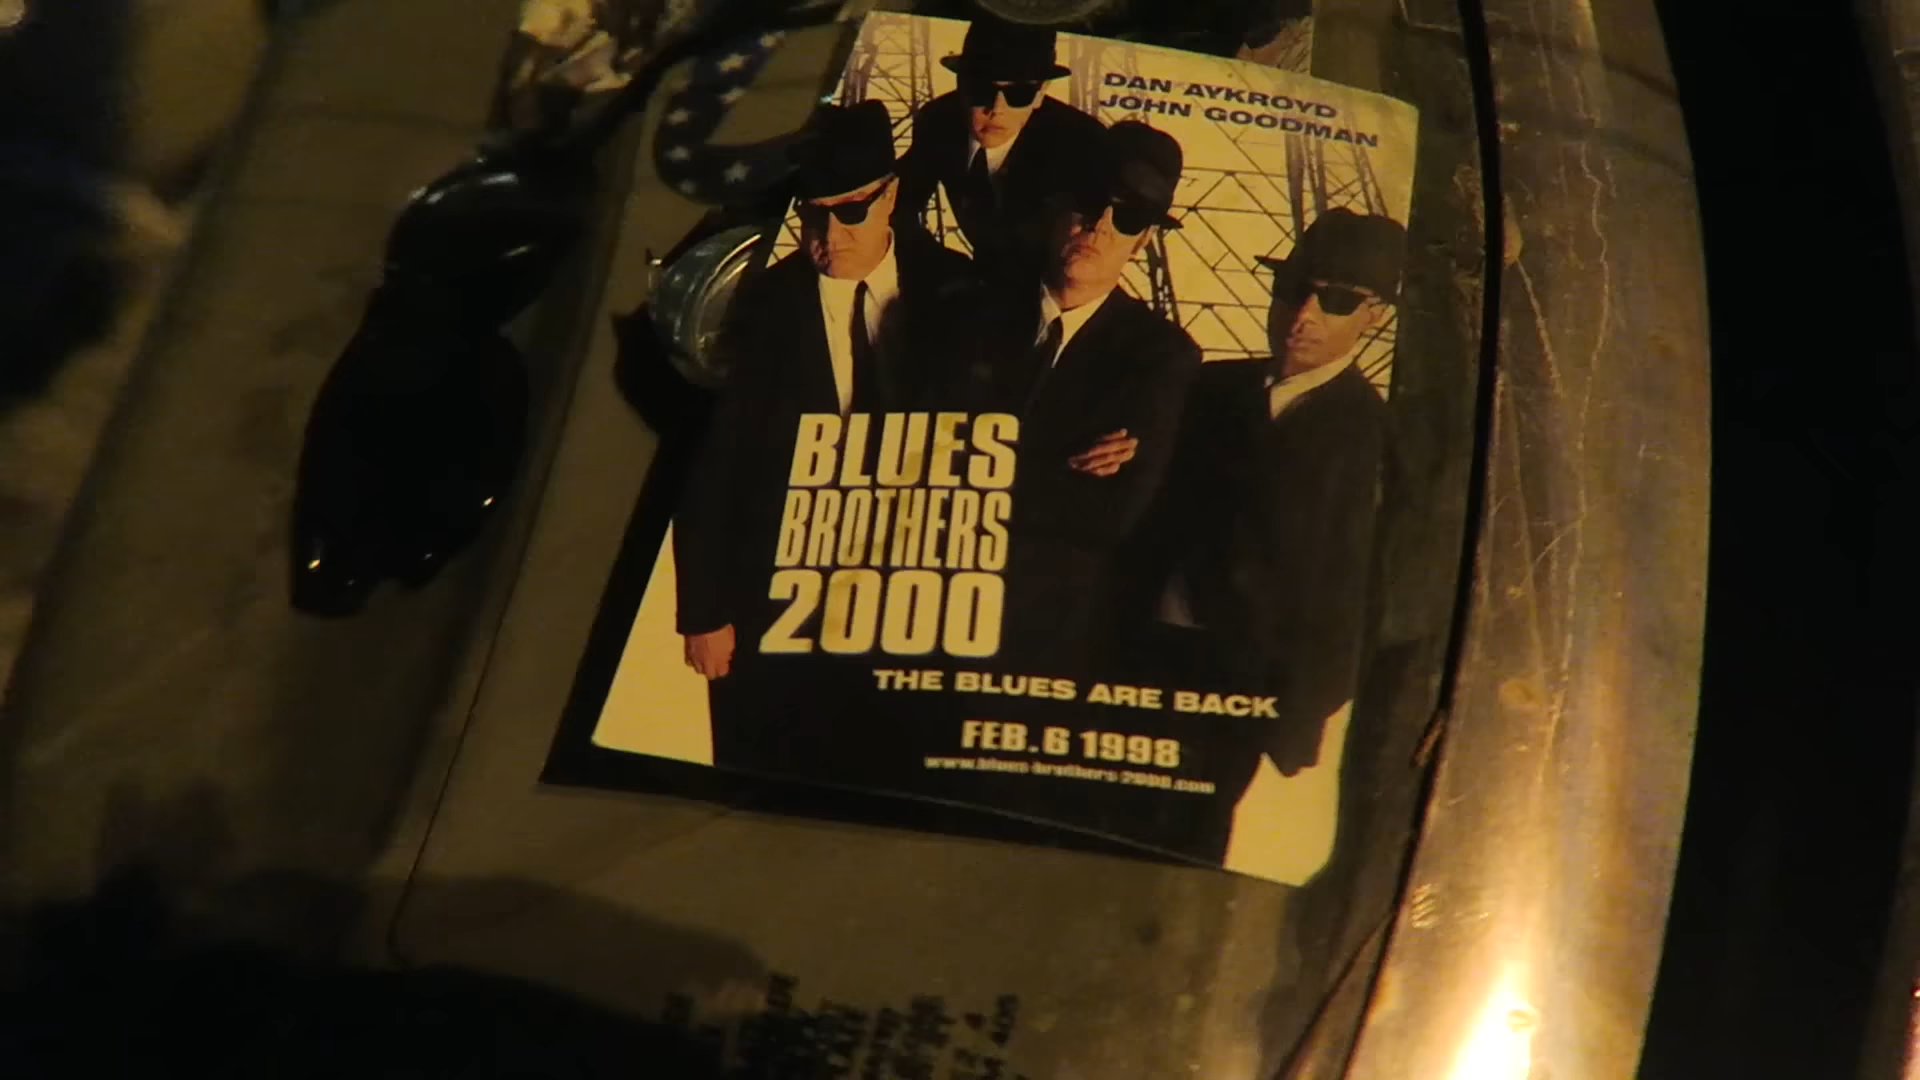 DAN AYKROYD
JOHN GOODMAN
BLUES
BROTHERS
2000
THE BLUES ARE BACK
FEB. 6 1998
www.blues-brothers-2000.com